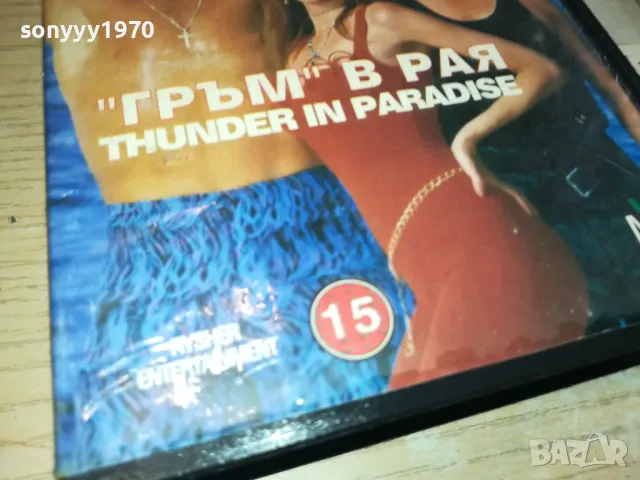 sonyyy1970
"ГРЪМ" В РАЯ
THUNDER IN PARADISE
15
RYSHER
ENTERTAINMENT
BAZAR